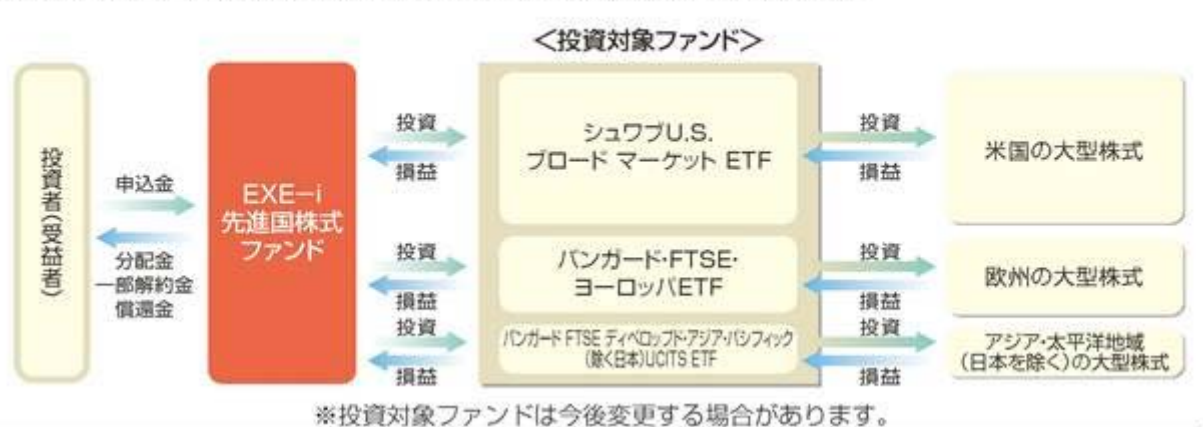 <投資対象ファンド>
投資者(受益者)
申込金
分配金
一部解約金
償還金
EXE-i
先進国株式
ファンド
投資
損益
シュワブU.S.
ブロード マーケット ETF
投資
損益
米国の大型株式
投資
損益
バンガード・FTSE・
ヨーロッパETF
投資
損益
欧州の大型株式
投資
損益
バンガード FTSE ディベロップド・アジア・パシフィック
(除く日本)UCITS ETF
投資
損益
アジア・太平洋地域
(日本を除く)の大型株式
※投資対象ファンドは今後変更する場合があります。